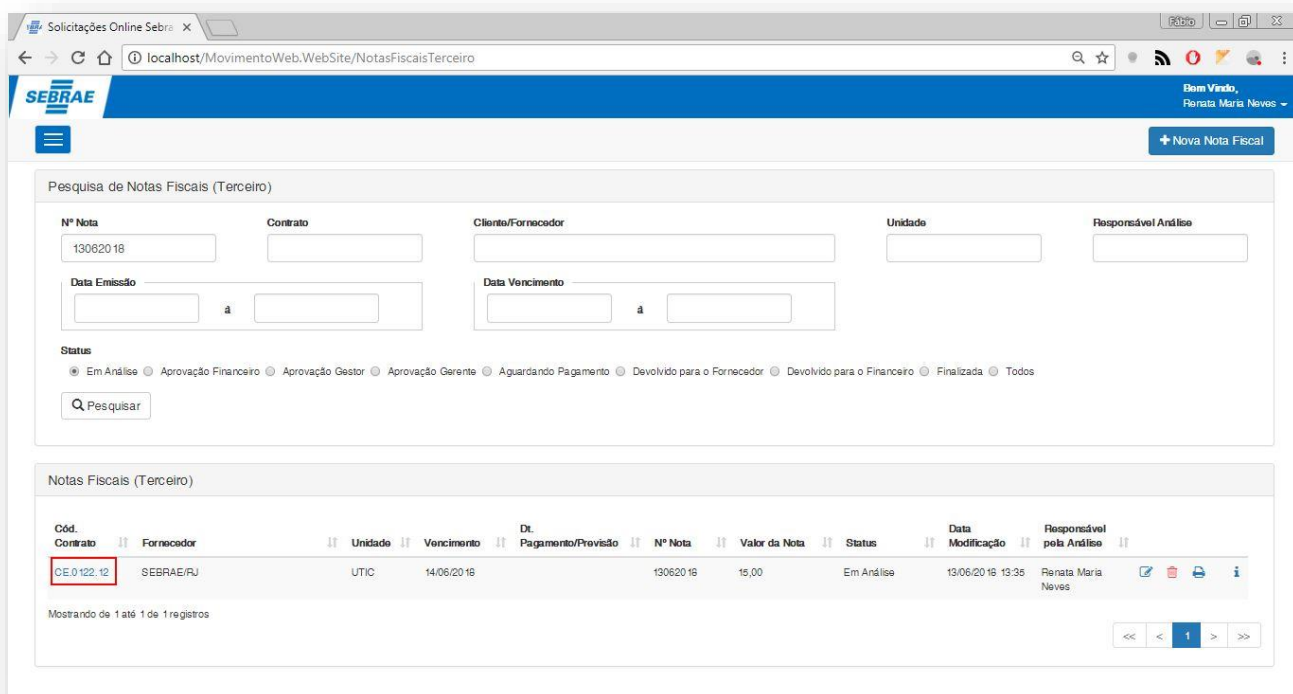 Solicitações Online Sebra
Fábio
localhost/MovimentoWeb.WebSite/NotasFiscaisTerceiro
SEBRAE
Bem Vindo,
Renata Maria Neves
+ Nova Nota Fiscal
Pesquisa de Notas Fiscais (Terceiro)
Nº Nota Contrato Cliente/Fornecedor Unidade Responsável Análise
13062018
Data Emissão Data Vencimento
à à
Status
Em Análise Aprovação Financeiro Aprovação Gestor Aprovação Gerente Aguardando Pagamento Devolvido para o Fornecedor Devolvido para o Financeiro Finalizada Todos
Pesquisar
Notas Fiscais (Terceiro)
Cód. Contrato Fornecedor Unidade Vencimento Dt. Pagamento/Previsão Nº Nota Valor da Nota Status Data Modificação Responsável pela Análise
CE.0122.12 SEBRAE/RJ UTIC 14/06/2018 13062018 15,00 Em Análise 13/06/2018 13:35 Renata Maria Neves
Mostrando de 1 até 1 de 1 registros
<< < 1 > >>